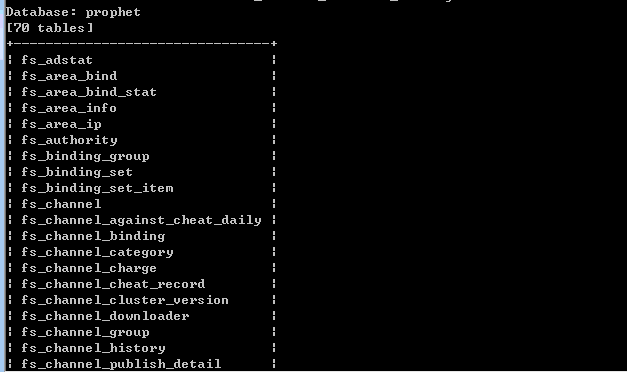 Database: prophet
[70 tables]
+--------------------------------+
| fs_adstat |
| fs_area_bind |
| fs_area_bind_stat |
| fs_area_info |
| fs_area_ip |
| fs_authority |
| fs_binding_group |
| fs_binding_set |
| fs_binding_set_item |
| fs_channel |
| fs_channel_against_cheat_daily |
| fs_channel_binding |
| fs_channel_category |
| fs_channel_charge |
| fs_channel_cheat_record |
| fs_channel_cluster_version |
| fs_channel_downloader |
| fs_channel_group |
| fs_channel_history |
| fs_channel_publish_detail |